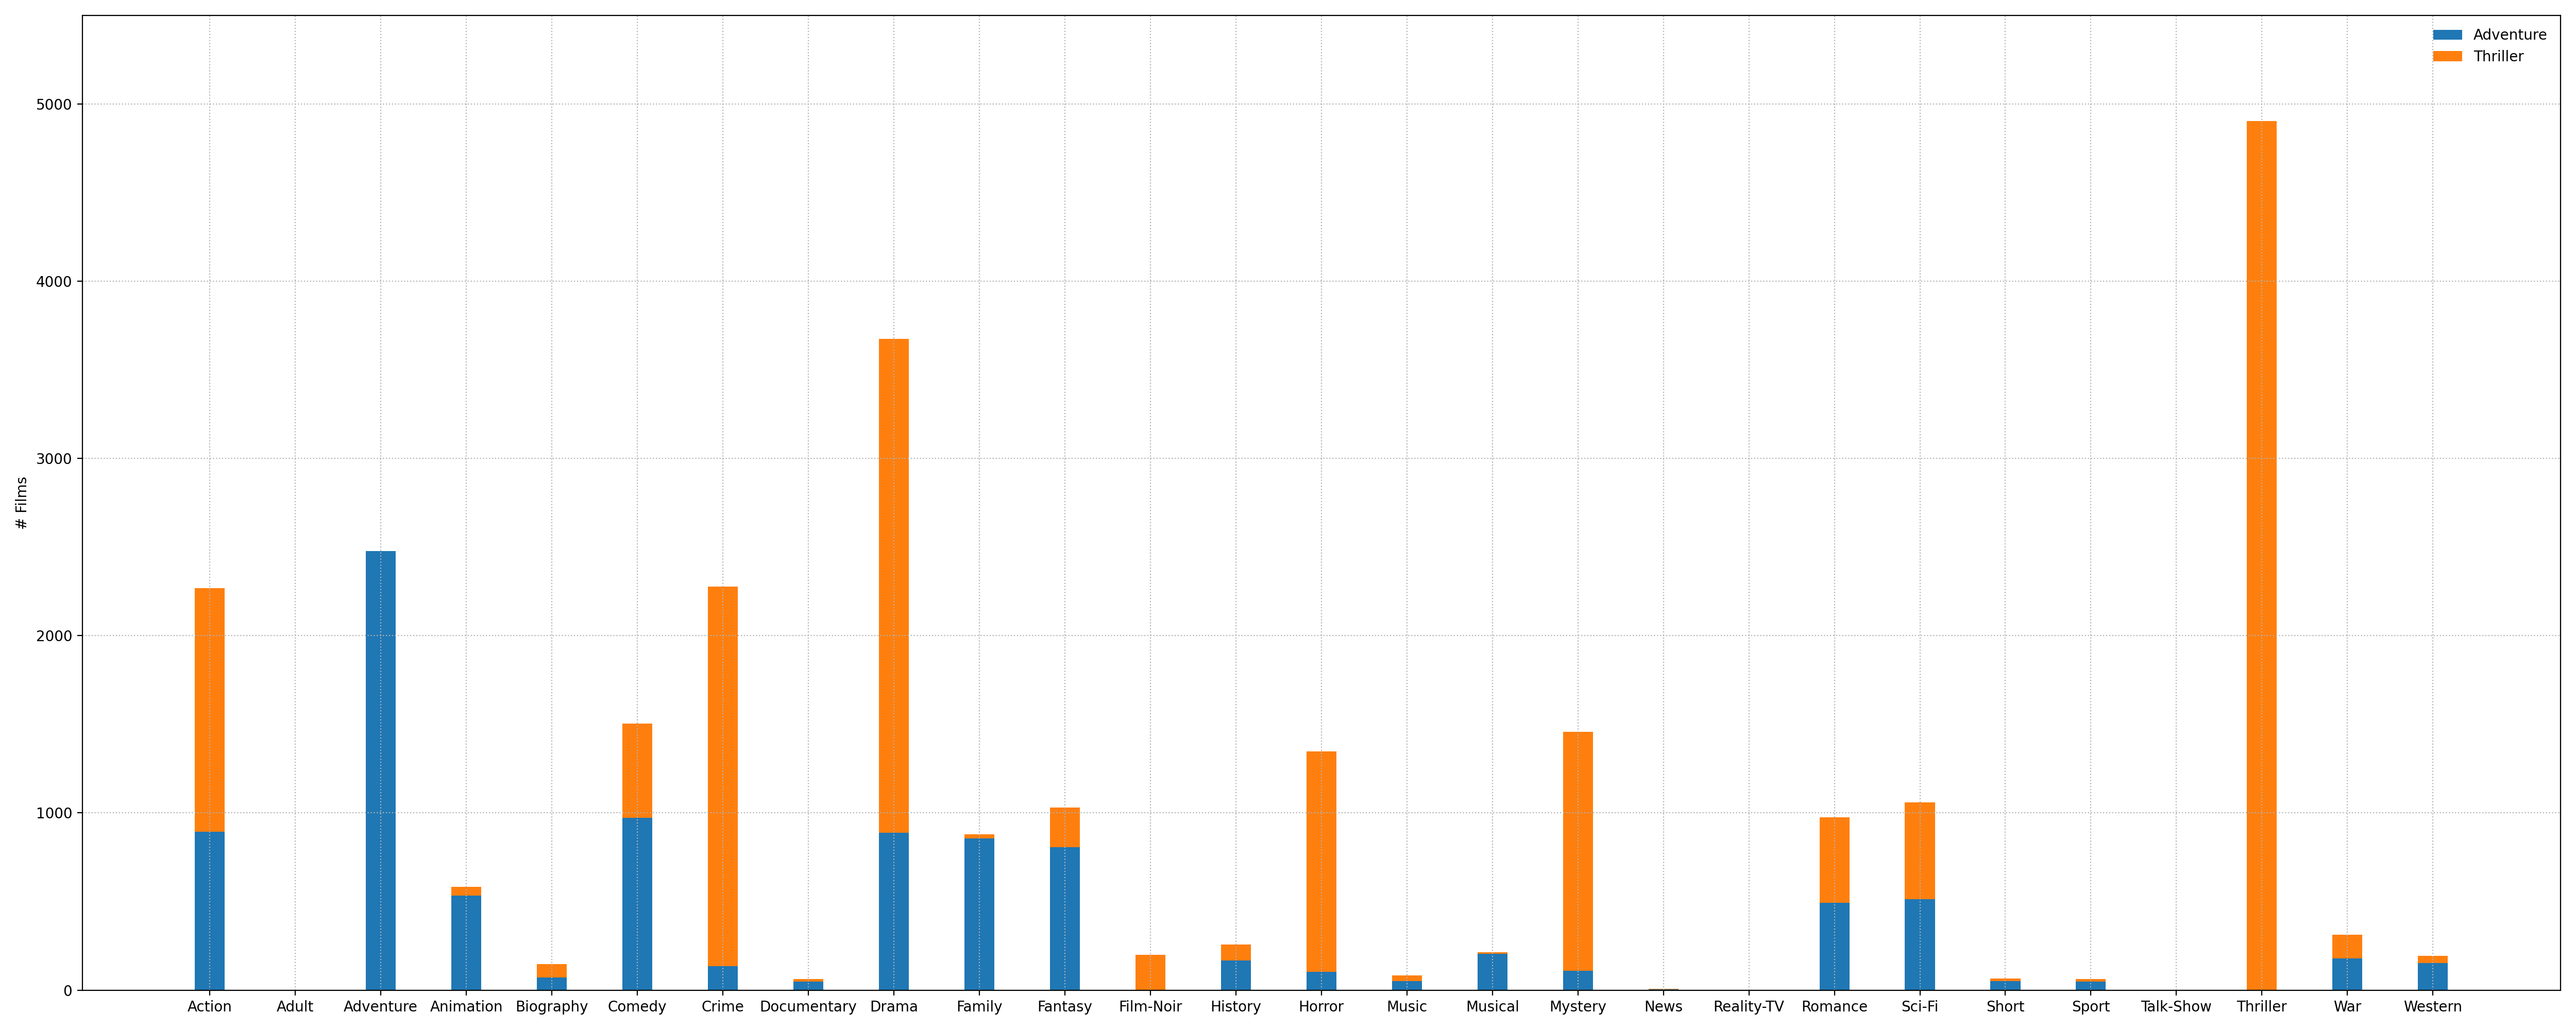 Adventure
Thriller
# Films
5000
4000
3000
2000
1000
0
Action Adult Adventure Animation Biography Comedy Crime Documentary Drama Family Fantasy Film-Noir History Horror Music Musical Mystery News Reality-TV Romance Sci-Fi Short Sport Talk-Show Thriller War Western